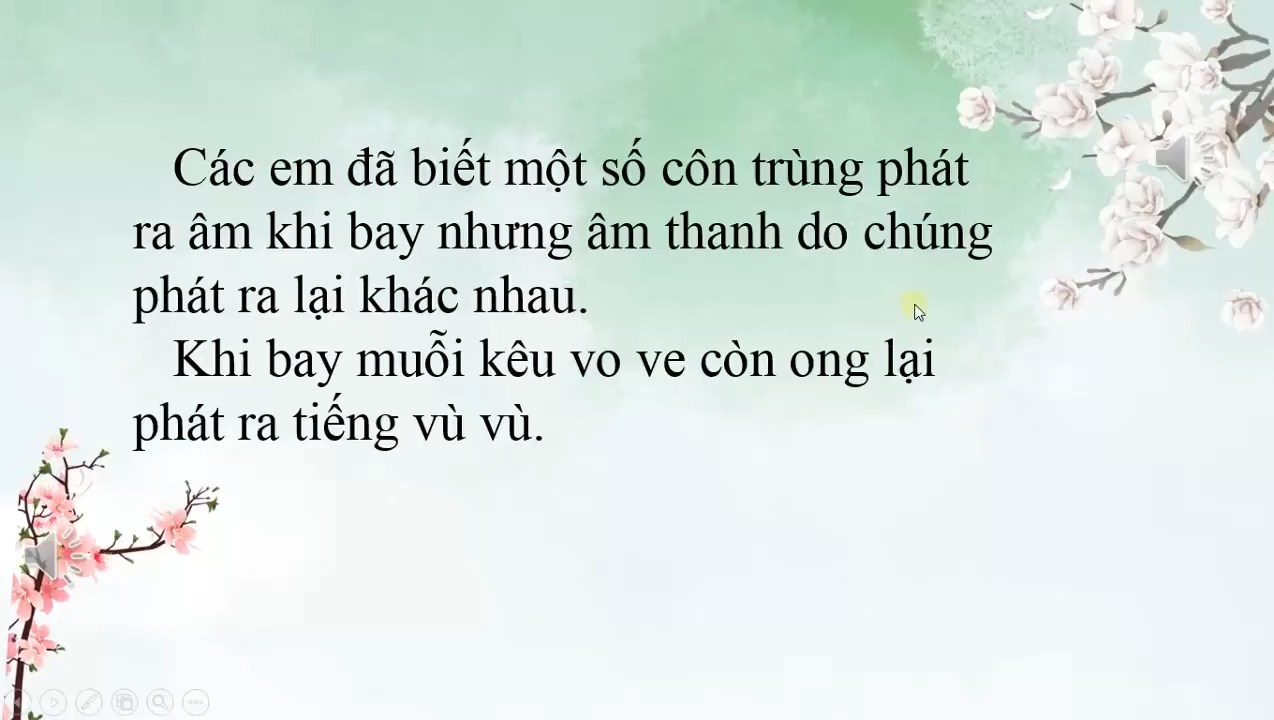 Các em đã biết một số côn trùng phát
ra âm khi bay nhưng âm thanh do chúng
phát ra lại khác nhau.
Khi bay muỗi kêu vo ve còn ong lại
phát ra tiếng vù vù.